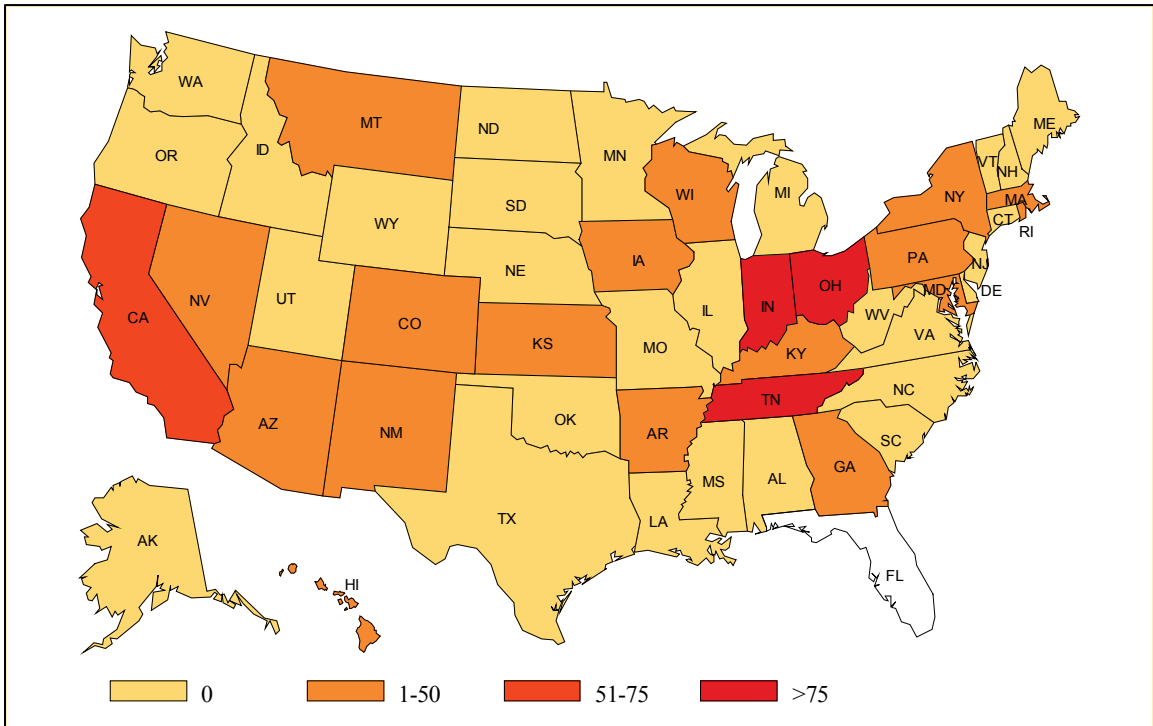 WA
MT
ND
ME
OR
ID
MN
VT
NH
MI
WI
NY
MA
SD
WY
CT
RI
PA
IA
NE
NJ
OH
MD
DE
UT
NV
IN
IL
WV
CA
CO
VA
KS
MO
KY
NC
TN
OK
AZ
NM
AR
SC
GA
MS
AL
TX
LA
AK
FL
HI
0
1-50
51-75
>75